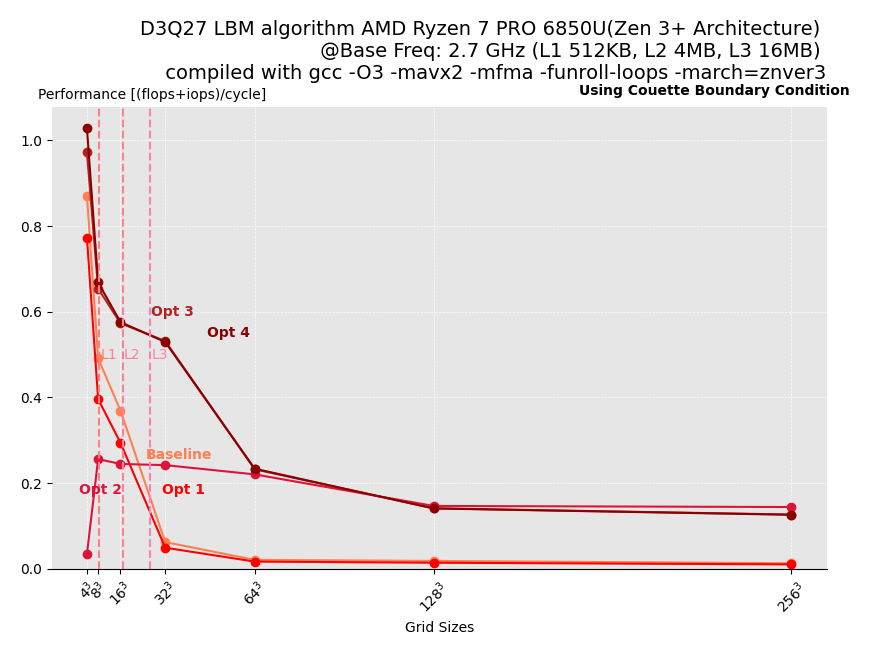 D3Q27 LBM algorithm AMD Ryzen 7 PRO 6850U(Zen 3+ Architecture)
@Base Freq: 2.7 GHz (L1 512KB, L2 4MB, L3 16MB)
compiled with gcc -O3 -mavx2 -mfma -funroll-loops -march=znver3
Performance [(flops+iops)/cycle]
Using Couette Boundary Condition
1.0
0.8
0.6
0.4
0.2
0.0
Opt 3
Opt 4
L1
L2
L3
Baseline
Opt 2
Opt 1
4³
8³
16³
32³
64³
128³
256³
Grid Sizes